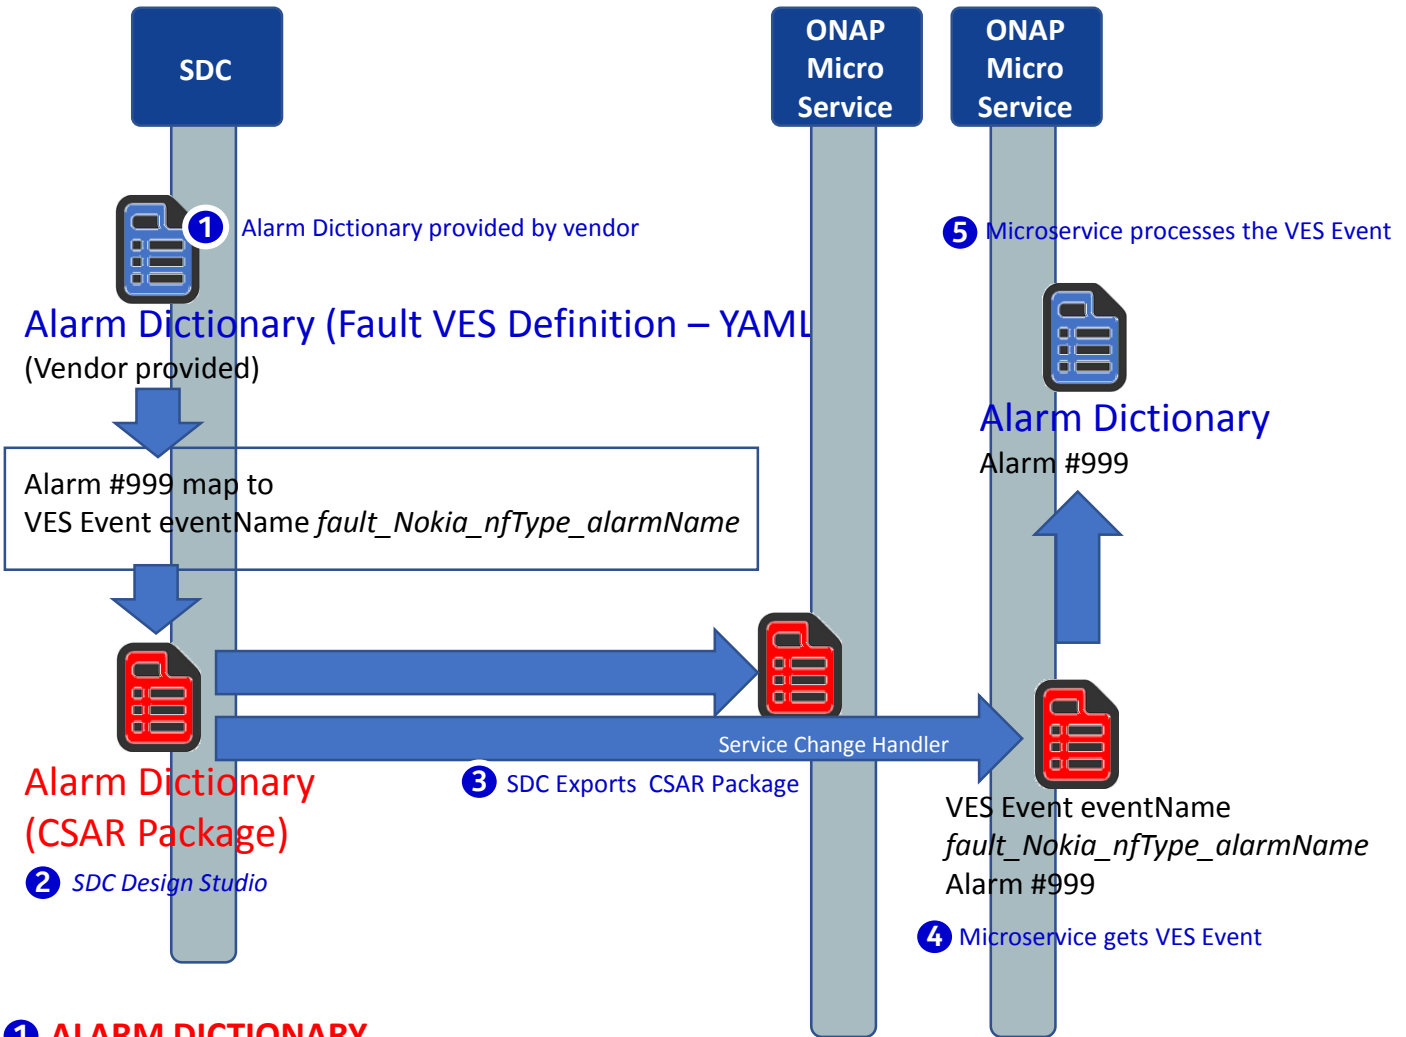 SDC
ONAP
Micro
Service
ONAP
Micro
Service
1 Alarm Dictionary provided by vendor
5 Microservice processes the VES Event
Alarm Dictionary (Fault VES Definition – YAML
(Vendor provided)
Alarm Dictionary
Alarm #999
Alarm #999 map to
VES Event eventName fault_Nokia_nfType_alarmName
Service Change Handler
3 SDC Exports CSAR Package
Alarm Dictionary
(CSAR Package)
2 SDC Design Studio
VES Event eventName
fault_Nokia_nfType_alarmName
Alarm #999
4 Microservice gets VES Event
1 ALARM DICTIONARY